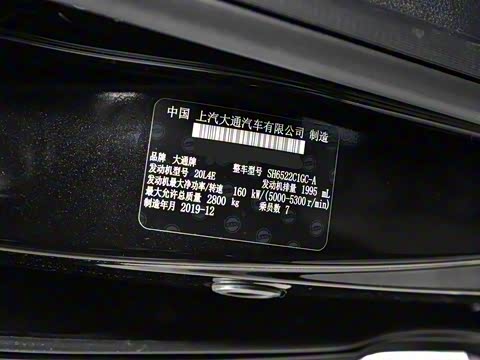 中国 上汽大通汽车有限公司 制造
品牌 大通牌 整车型号 SH6522C1GC-A
发动机型号 20L4E 发动机排量 1995 mL
发动机最大净功率/转速 160 kW/(5000-5300r/min)
最大允许总质量 2800 kg 乘员数 7
制造年月 2019-12